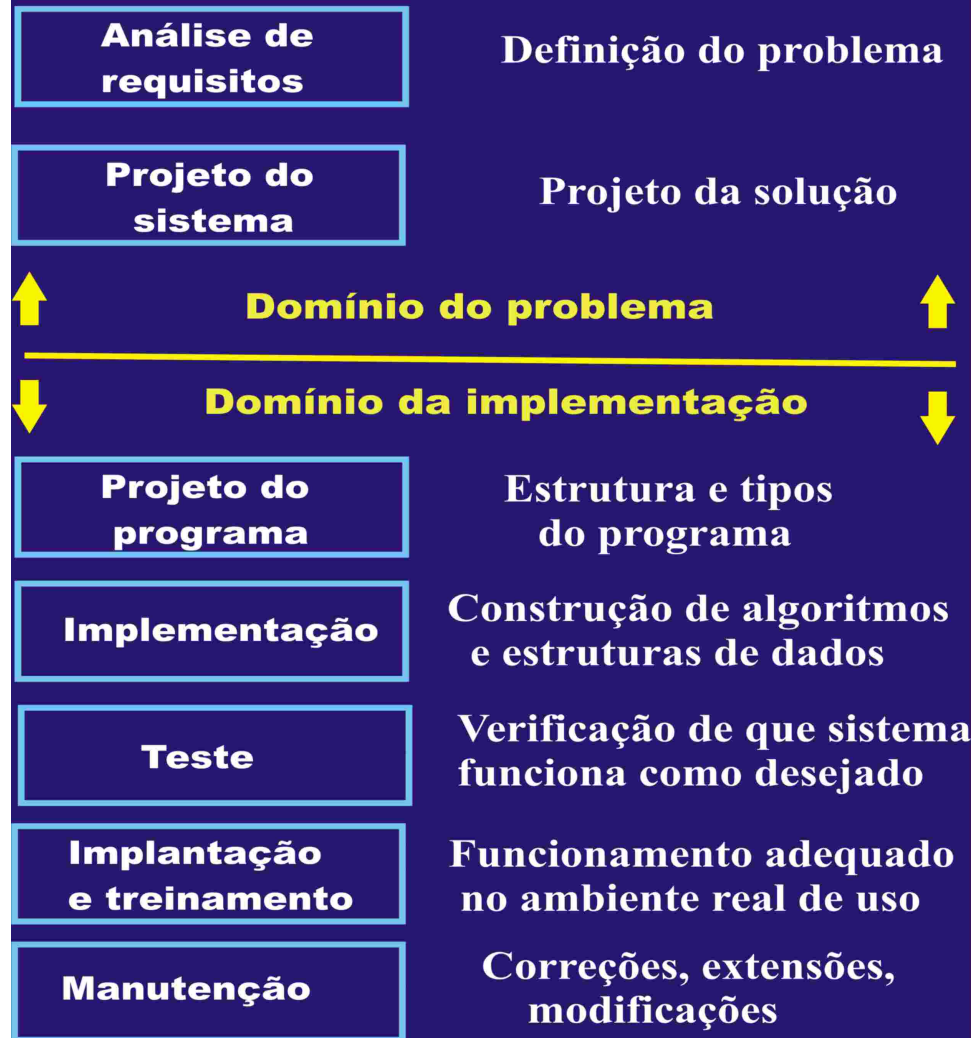 Análise de
requisitos
Definição do problema
Projeto do
sistema
Projeto da solução
Domínio do problema
Domínio da implementação
Projeto do
programa
Estrutura e tipos
do programa
Implementação
Construção de algoritmos
e estruturas de dados
Teste
Verificação de que sistema
funciona como desejado
Implantação
e treinamento
Funcionamento adequado
no ambiente real de uso
Manutenção
Correções, extensões,
modificações